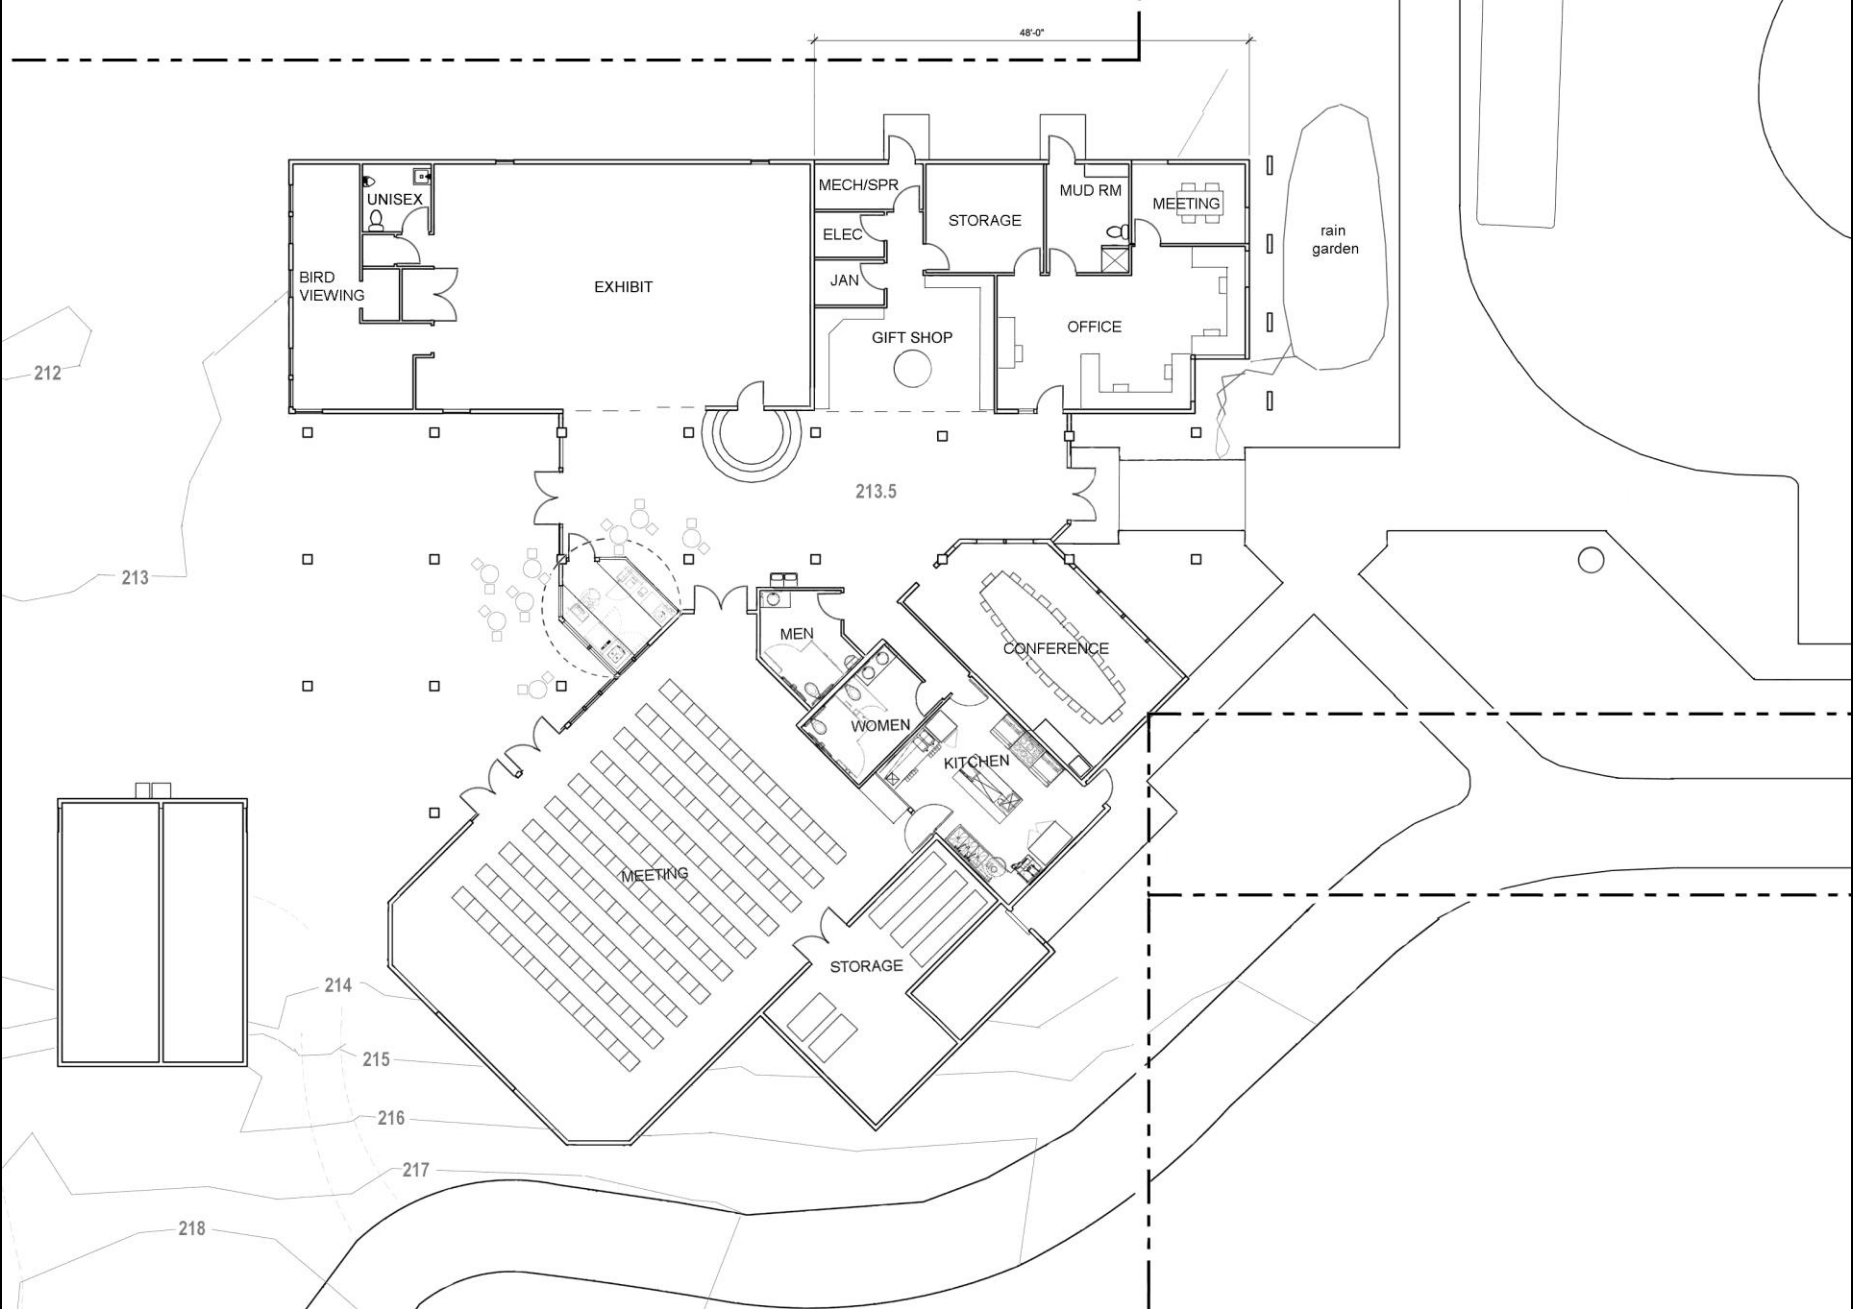 48'-0"
MECH/SPR
UNISEX
MUD RM
MEETING
STORAGE
ELEC
rain
garden
BIRD
VIEWING
JAN
EXHIBIT
OFFICE
GIFT SHOP
212
213.5
213
MEN
CONFERENCE
WOMEN
KITCHEN
MEETING
STORAGE
214
215
216
217
218